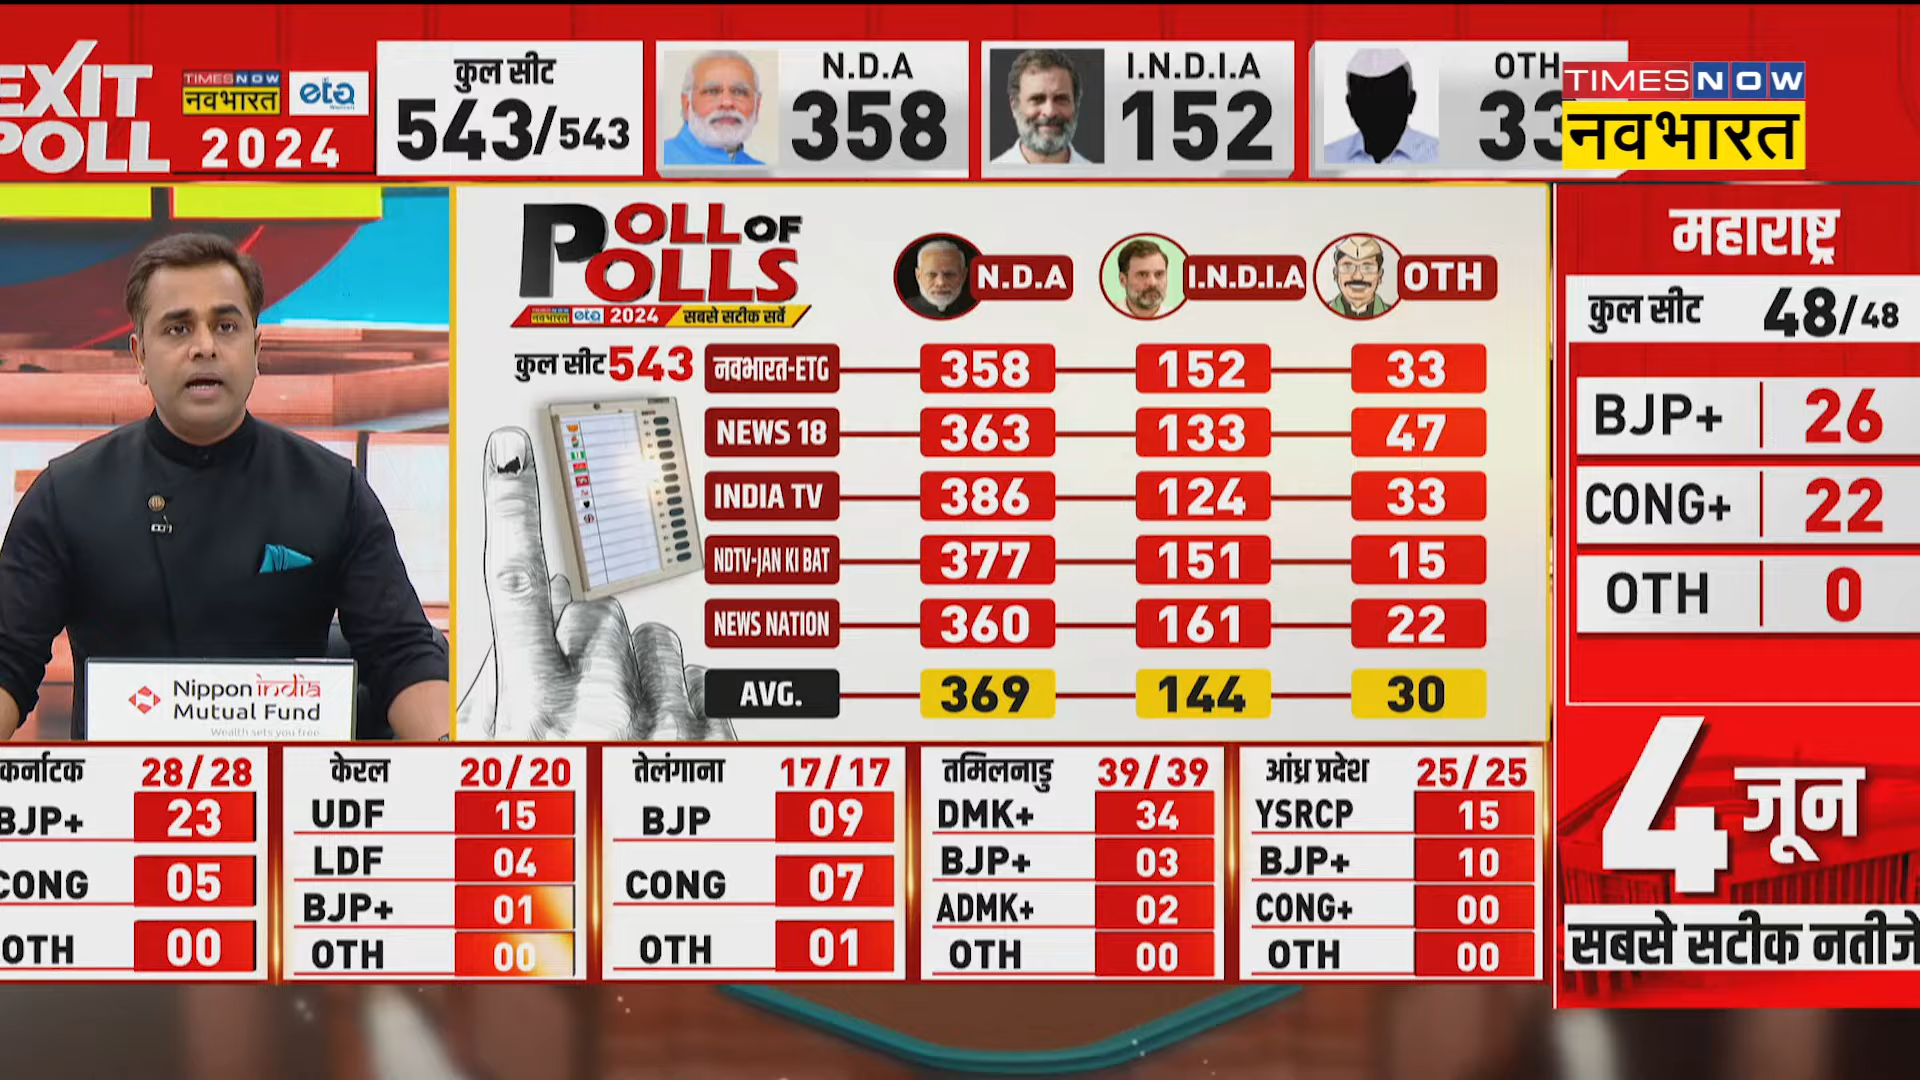 EXIT
POLL
TIMES NOW
नवभारत
eta
2024
कुल सीट
543/543
N.D.A
358
I.N.D.I.A
152
OTH
33
TIMES NOW
नवभारत
POLL OF
POLLS
नवभारत eta 2024 सबसे सटीक सर्वे
N.D.A I.N.D.I.A OTH
कुल सीट 543
नवभारत-ETG 358 152 33
NEWS 18 363 133 47
INDIA TV 386 124 33
NDTV-JAN KI BAT 377 151 15
NEWS NATION 360 161 22
AVG. 369 144 30
महाराष्ट्र
कुल सीट 48/48
BJP+ 26
CONG+ 22
OTH 0
Nippon india
Mutual Fund
Wealth sets you free
कर्नाटक 28/28
BJP+ 23
CONG 05
OTH 00
केरल 20/20
UDF 15
LDF 04
BJP+ 01
OTH 00
तेलंगाना 17/17
BJP 09
CONG 07
OTH 01
तमिलनाडु 39/39
DMK+ 34
BJP+ 03
ADMK+ 02
OTH 00
आंध्र प्रदेश 25/25
YSRCP 15
BJP+ 10
CONG+ 00
OTH 00
4 जून
सबसे सटीक नतीजे